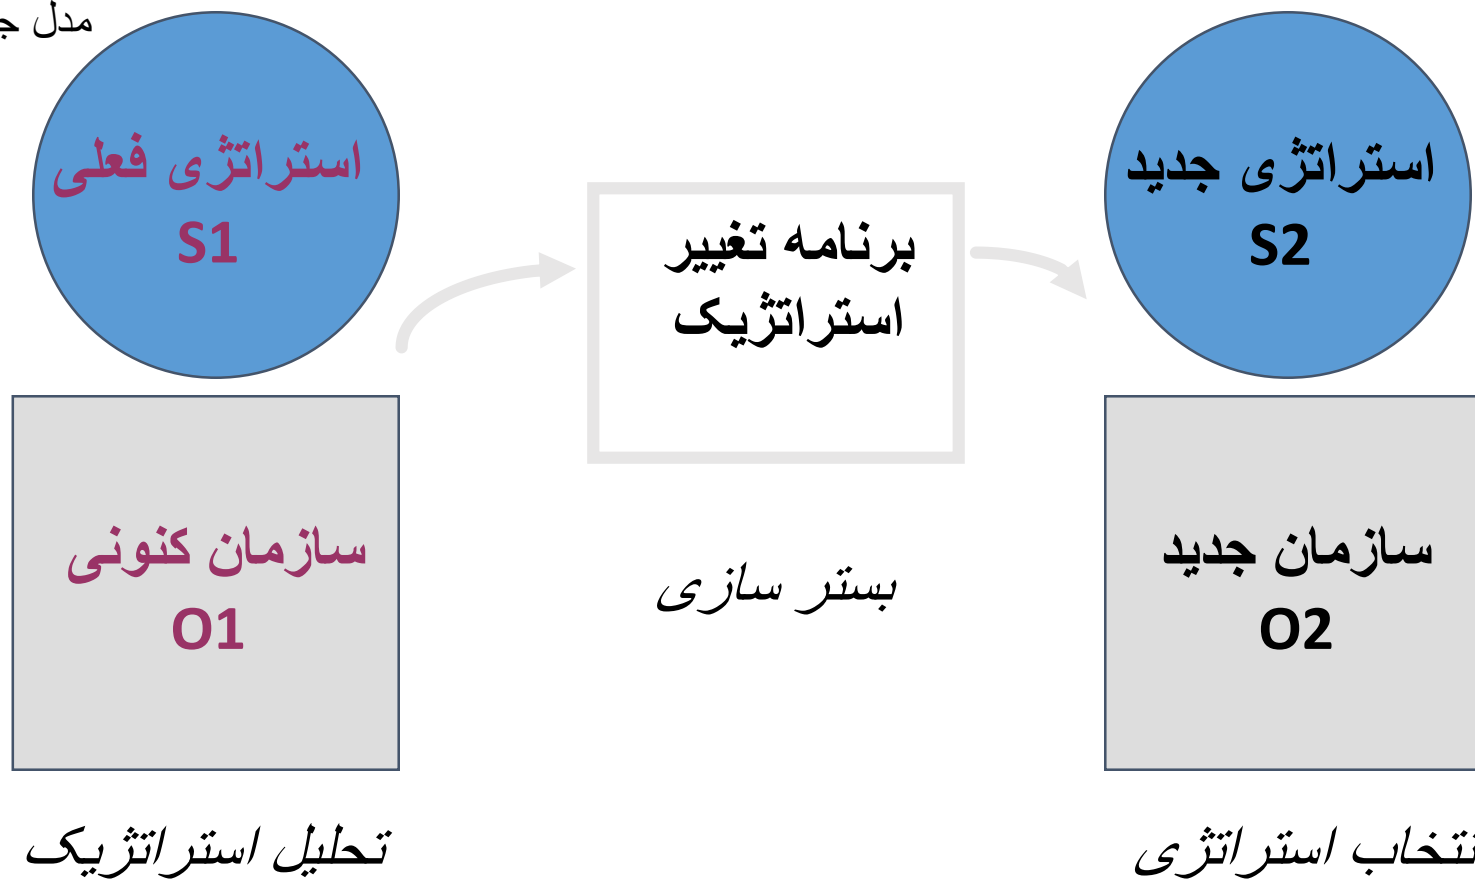 مدل
استراتژی فعلی
S1
سازمان کنونی
O1
تحلیل استراتژیک
برنامه تغییر
استراتژیک
بستر سازی
استراتژی جدید
S2
سازمان جدید
O2
استراتژی